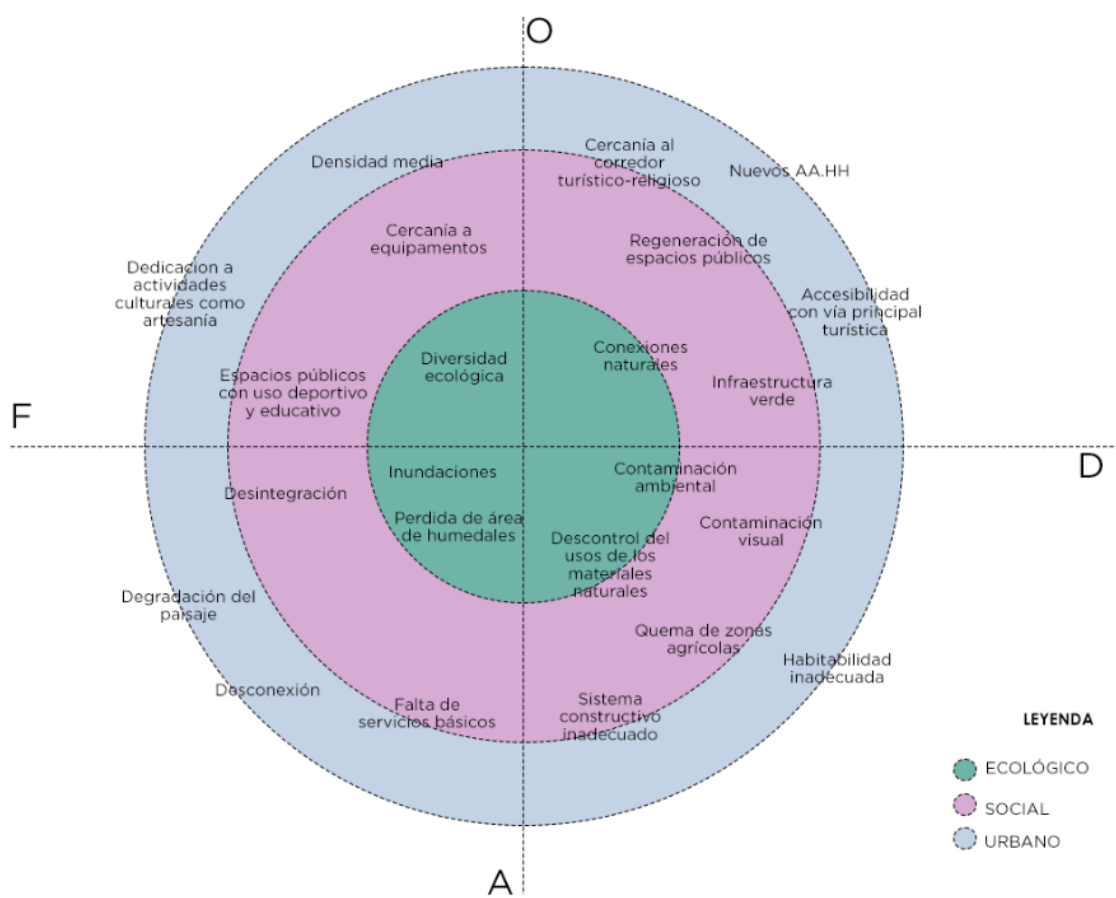 O
Cercanía al
corredor
turístico-religioso
Densidad media
Nuevos AA.HH
Cercanía a
equipamentos
Regeneración de
espacios públicos
Dedicacion a
actividades
culturales como
artesanía
Accesibilidad
con vía principal
turística
Diversidad
ecológica
Conexiones
naturales
Espacios públicos
con uso deportivo
y educativo
Infraestructura
verde
F
D
Inundaciones
Contaminación
ambiental
Desintegración
Perdida de área
de humedales
Contaminación
visual
Descontrol del
usos de los
materiales
naturales
Degradación del
paisaje
Quema de zonas
agrícolas
Habitabilidad
inadecuada
Desconexión
Falta de
servicios básicos
Sistema
constructivo
inadecuado
LEYENDA
ECOLÓGICO
SOCIAL
URBANO
A